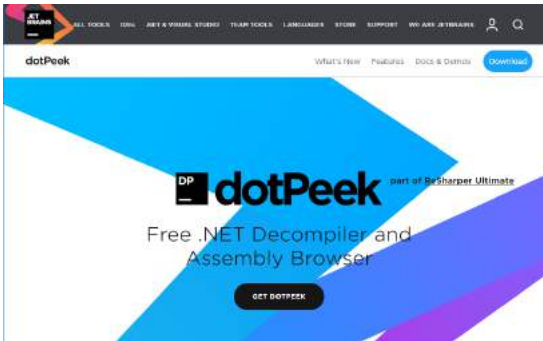 JET
BRAINS
ALL TOOLS IDEs .NET & VISUAL STUDIO TEAM TOOLS LANGUAGES STORE SUPPORT WE ARE JETBRAINS
dotPeek What's New Features Docs & Demos Download
DP dotPeek part of ReSharper Ultimate
Free .NET Decompiler and
Assembly Browser
GET DOTPEEK